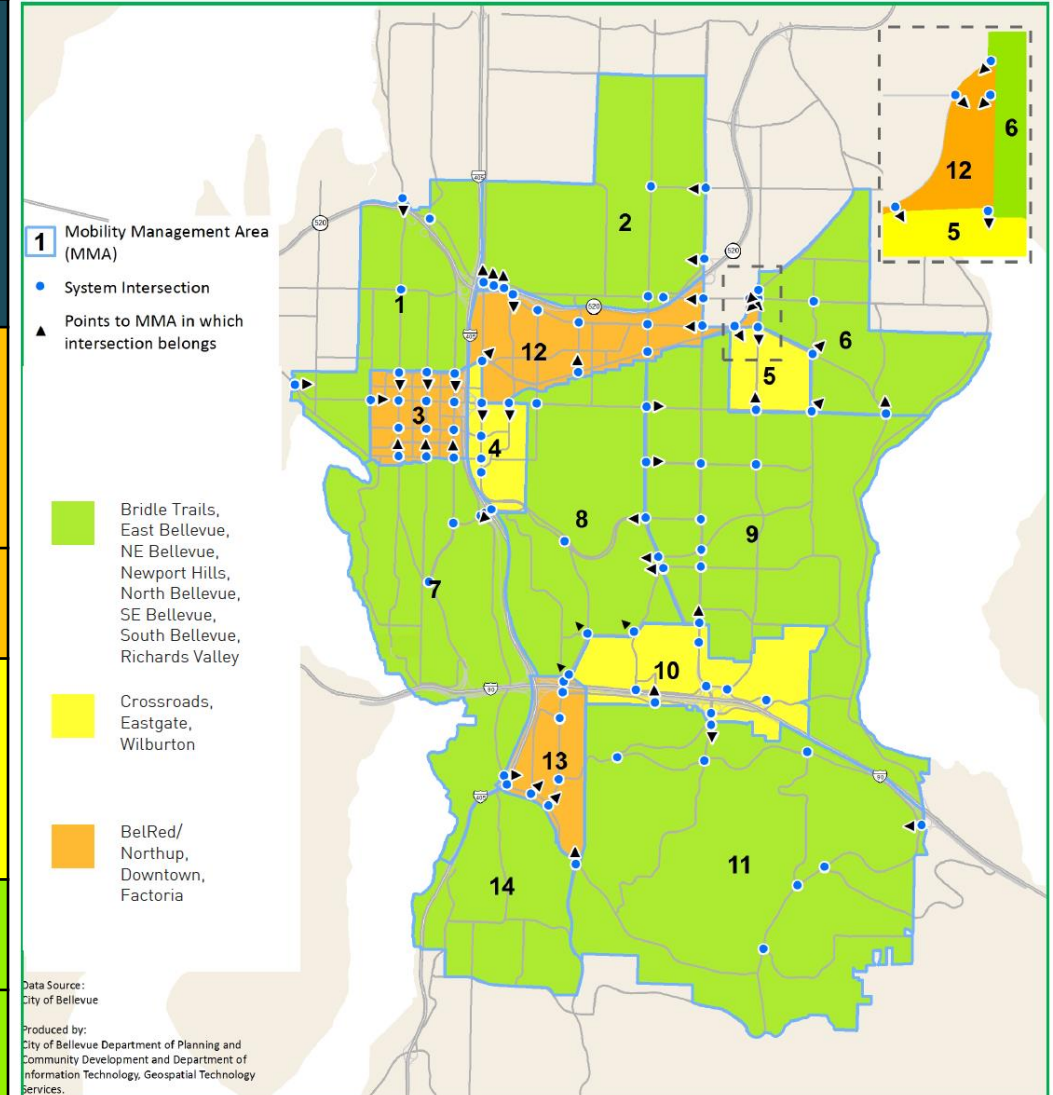 1 Mobility Management Area
(MMA)
System Intersection
Points to MMA in which
intersection belongs
Bridle Trails,
East Bellevue,
NE Bellevue,
Newport Hills,
North Bellevue,
SE Bellevue,
South Bellevue,
Richards Valley
Crossroads,
Eastgate,
Wilburton
BelRed/
Northup,
Downtown,
Factoria
Data Source:
City of Bellevue
Produced by:
City of Bellevue Department of Planning and
Community Development and Department of
Information Technology, Geospatial Technology
Services.
405
520
2
520
1
520
405
12
6
5
3
4
8
9
7
10
90
13
405
90
11
14
6
12
5